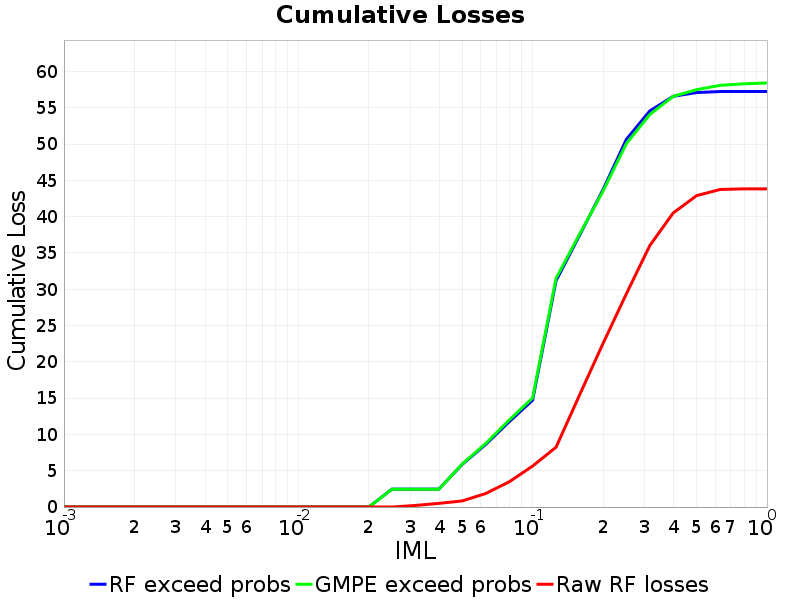 Cumulative Losses
Cumulative Loss
60
55
50
45
40
35
30
25
20
15
10
5
0
10^-3 2 3 4 5 6 10^-2 2 3 4 5 6 10^-1 2 3 4 5 6 7 10^0
IML
RF exceed probs GMPE exceed probs Raw RF losses